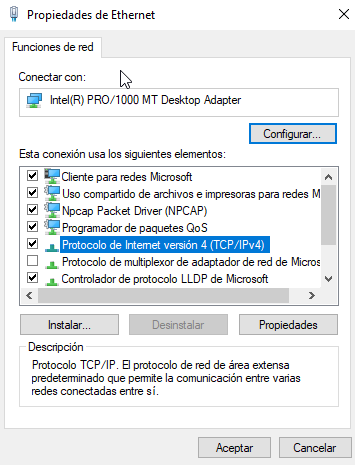 Propiedades de Ethernet
Funciones de red
Conectar con:
Intel(R) PRO/1000 MT Desktop Adapter
Configurar...
Esta conexión usa los siguientes elementos:
Cliente para redes Microsoft
Uso compartido de archivos e impresoras para redes M
Npcap Packet Driver (NPCAP)
Programador de paquetes QoS
Protocolo de Internet versión 4 (TCP/IPv4)
Protocolo de multiplexor de adaptador de red de Micros
Controlador de protocolo LLDP de Microsoft
Instalar...
Desinstalar
Propiedades
Descripción
Protocolo TCP/IP. El protocolo de red de área extensa
predeterminado que permite la comunicación entre varias
redes conectadas entre sí.
Aceptar
Cancelar